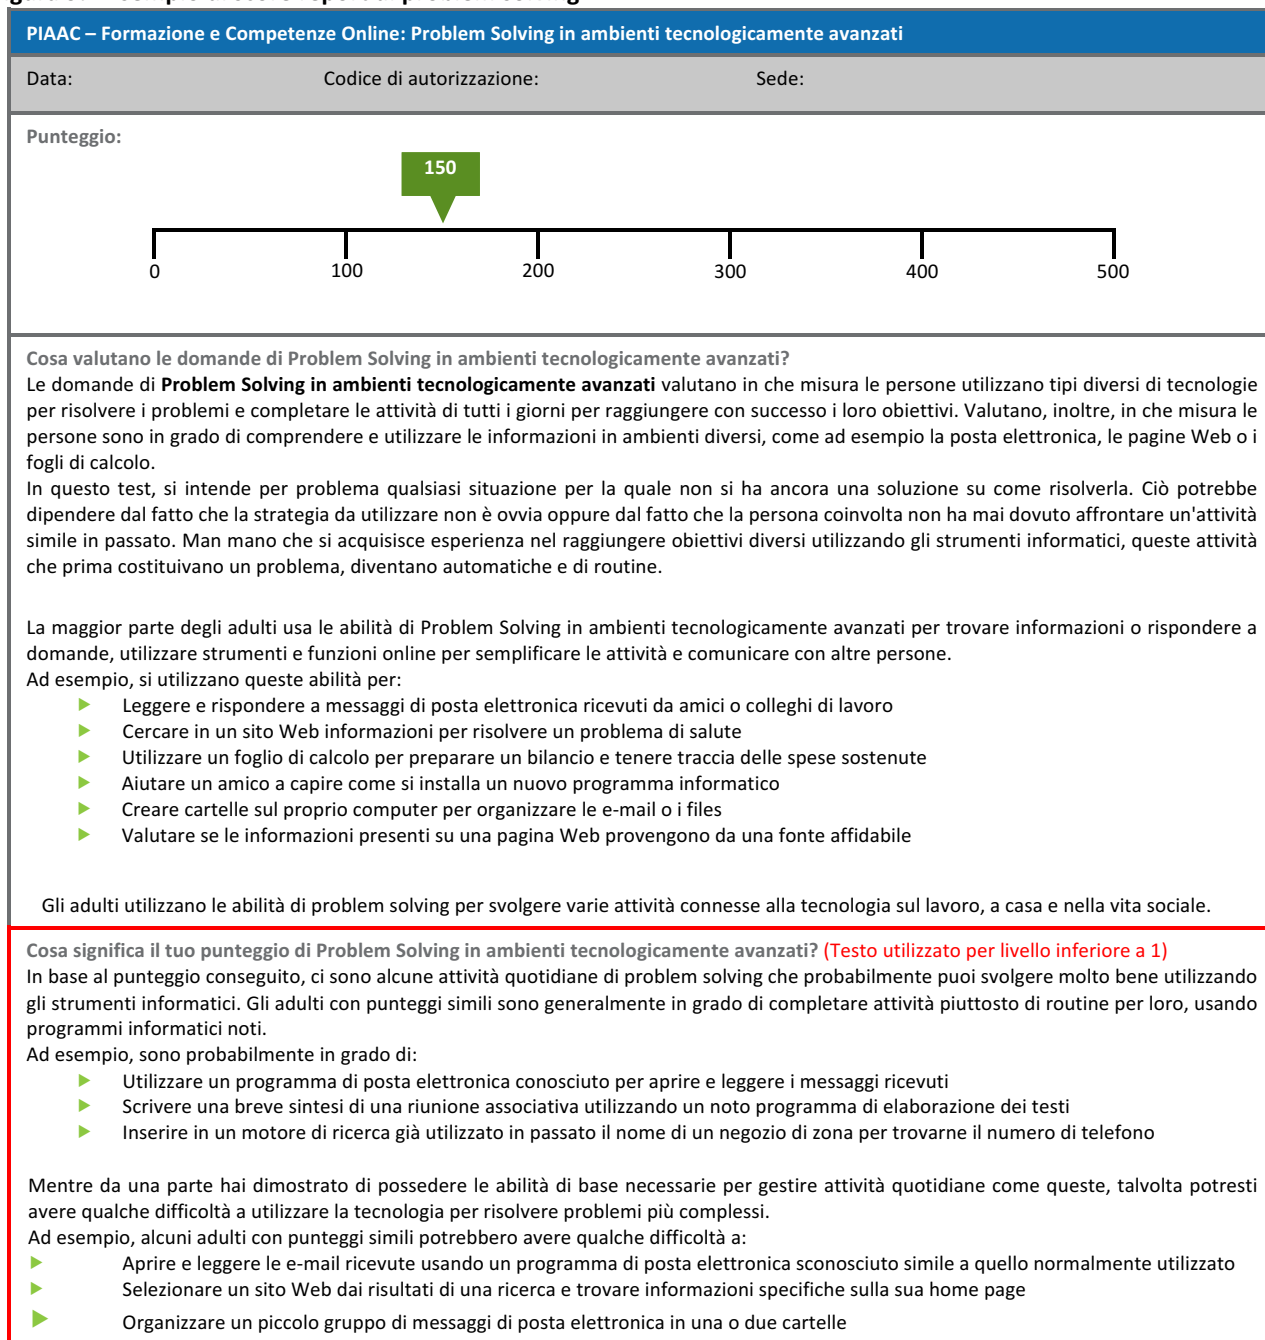 PIAAC – Formazione e Competenze Online: Problem Solving in ambienti tecnologicamente avanzati
Data: Codice di autorizzazione: Sede:
Punteggio:
150
0 100 200 300 400 500
Cosa valutano le domande di Problem Solving in ambienti tecnologicamente avanzati?
Le domande di Problem Solving in ambienti tecnologicamente avanzati valutano in che misura le persone utilizzano tipi diversi di tecnologie
per risolvere i problemi e completare le attività di tutti i giorni per raggiungere con successo i loro obiettivi. Valutano, inoltre, in che misura le
persone sono in grado di comprendere e utilizzare le informazioni in ambienti diversi, come ad esempio la posta elettronica, le pagine Web o i
fogli di calcolo.
In questo test, si intende per problema qualsiasi situazione per la quale non si ha ancora una soluzione su come risolverla. Ciò potrebbe
dipendere dal fatto che la strategia da utilizzare non è ovvia oppure dal fatto che la persona coinvolta non ha mai dovuto affrontare un'attività
simile in passato. Man mano che si acquisisce esperienza nel raggiungere obiettivi diversi utilizzando gli strumenti informatici, queste attività
che prima costituivano un problema, diventano automatiche e di routine.
La maggior parte degli adulti usa le abilità di Problem Solving in ambienti tecnologicamente avanzati per trovare informazioni o rispondere a
domande, utilizzare strumenti e funzioni online per semplificare le attività e comunicare con altre persone.
Ad esempio, si utilizzano queste abilità per:
Leggere e rispondere a messaggi di posta elettronica ricevuti da amici o colleghi di lavoro
Cercare in un sito Web informazioni per risolvere un problema di salute
Utilizzare un foglio di calcolo per preparare un bilancio e tenere traccia delle spese sostenute
Aiutare un amico a capire come si installa un nuovo programma informatico
Creare cartelle sul proprio computer per organizzare le e-mail o i files
Valutare se le informazioni presenti su una pagina Web provengono da una fonte affidabile
Gli adulti utilizzano le abilità di problem solving per svolgere varie attività connesse alla tecnologia sul lavoro, a casa e nella vita sociale.
Cosa significa il tuo punteggio di Problem Solving in ambienti tecnologicamente avanzati? (Testo utilizzato per livello inferiore a 1)
In base al punteggio conseguito, ci sono alcune attività quotidiane di problem solving che probabilmente puoi svolgere molto bene utilizzando
gli strumenti informatici. Gli adulti con punteggi simili sono generalmente in grado di completare attività piuttosto di routine per loro, usando
programmi informatici noti.
Ad esempio, sono probabilmente in grado di:
Utilizzare un programma di posta elettronica conosciuto per aprire e leggere i messaggi ricevuti
Scrivere una breve sintesi di una riunione associativa utilizzando un noto programma di elaborazione dei testi
Inserire in un motore di ricerca già utilizzato in passato il nome di un negozio di zona per trovarne il numero di telefono
Mentre da una parte hai dimostrato di possedere le abilità di base necessarie per gestire attività quotidiane come queste, talvolta potresti
avere qualche difficoltà a utilizzare la tecnologia per risolvere problemi più complessi.
Ad esempio, alcuni adulti con punteggi simili potrebbero avere qualche difficoltà a:
Aprire e leggere le e-mail ricevute usando un programma di posta elettronica sconosciuto simile a quello normalmente utilizzato
Selezionare un sito Web dai risultati di una ricerca e trovare informazioni specifiche sulla sua home page
Organizzare un piccolo gruppo di messaggi di posta elettronica in una o due cartelle